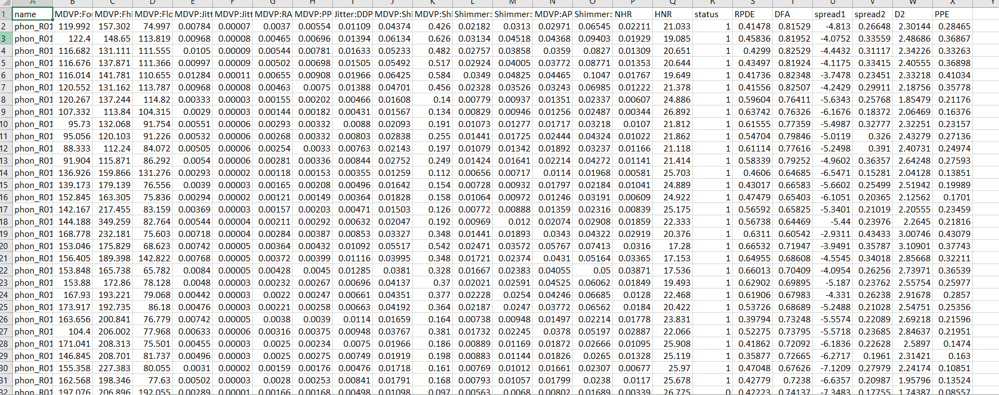 A B C D E F G H I J K L M N O P Q R S T U V W X Y
1 name MDVP:Fo( MDVP:Fhi MDVP:Flo MDVP:Jitt MDVP:Jitt MDVP:RA MDVP:PP Jitter:DDP MDVP:Shi MDVP:Shi Shimmer: Shimmer: MDVP:AP Shimmer: NHR HNR status RPDE DFA spread1 spread2 D2 PPE
2 phon_R01 119.992 157.302 74.997 0.00784 0.00007 0.0037 0.00554 0.01109 0.04374 0.426 0.02182 0.0313 0.02971 0.06545 0.02211 21.033 1 0.41478 0.81529 -4.813 0.26648 2.30144 0.28465
3 phon_R01 122.4 148.65 113.819 0.00968 0.00008 0.00465 0.00696 0.01394 0.06134 0.626 0.03134 0.04518 0.04368 0.09403 0.01929 19.085 1 0.45836 0.81952 -4.0752 0.33559 2.48686 0.36867
4 phon_R01 116.682 131.111 111.555 0.0105 0.00009 0.00544 0.00781 0.01633 0.05233 0.482 0.02757 0.03858 0.0359 0.0827 0.01309 20.651 1 0.4299 0.82529 -4.4432 0.31117 2.34226 0.33263
5 phon_R01 116.676 137.871 111.366 0.00997 0.00009 0.00502 0.00698 0.01505 0.05492 0.517 0.02924 0.04005 0.03772 0.08771 0.01353 20.644 1 0.43497 0.81924 -4.1175 0.33415 2.40555 0.36898
6 phon_R01 116.014 141.781 110.655 0.01284 0.00011 0.00655 0.00908 0.01966 0.06425 0.584 0.0349 0.04825 0.04465 0.1047 0.01767 19.649 1 0.41736 0.82348 -3.7478 0.23451 2.33218 0.41034
7 phon_R01 120.552 131.162 113.787 0.00968 0.00008 0.00463 0.0075 0.01388 0.04701 0.456 0.02328 0.03526 0.03243 0.06985 0.01222 21.378 1 0.41556 0.82507 -4.2429 0.29911 2.18756 0.35778
8 phon_R01 120.267 137.244 114.82 0.00333 0.00003 0.00155 0.00202 0.00466 0.01608 0.14 0.00779 0.00937 0.01351 0.02337 0.00607 24.886 1 0.59604 0.76411 -5.6343 0.25768 1.85479 0.21176
9 phon_R01 107.332 113.84 104.315 0.0029 0.00003 0.00144 0.00182 0.00431 0.01567 0.134 0.00829 0.00946 0.01256 0.02487 0.00344 26.892 1 0.63742 0.76326 -6.1676 0.18372 2.06469 0.16376
10 phon_R01 95.73 132.068 91.754 0.00551 0.00006 0.00293 0.00332 0.0088 0.02093 0.191 0.01073 0.01277 0.01717 0.03218 0.0107 21.812 1 0.61555 0.77359 -5.4987 0.32777 2.32251 0.23157
11 phon_R01 95.056 120.103 91.226 0.00532 0.00006 0.00268 0.00332 0.00803 0.02838 0.255 0.01441 0.01725 0.02444 0.04324 0.01022 21.862 1 0.54704 0.79846 -5.0119 0.326 2.43279 0.27136
12 phon_R01 88.333 112.24 84.072 0.00505 0.00006 0.00254 0.0033 0.00763 0.02143 0.197 0.01079 0.01342 0.01892 0.03237 0.01166 21.118 1 0.61114 0.77616 -5.2498 0.391 2.40731 0.24974
13 phon_R01 91.904 115.871 86.292 0.0054 0.00006 0.00281 0.00336 0.00844 0.02752 0.249 0.01424 0.01641 0.02214 0.04272 0.01141 21.414 1 0.58339 0.79252 -4.9602 0.36357 2.64248 0.27593
14 phon_R01 136.926 159.866 131.276 0.00293 0.00002 0.00118 0.00153 0.00355 0.01259 0.112 0.00656 0.00717 0.0114 0.01968 0.00581 25.703 1 0.4606 0.64685 -6.5471 0.15281 2.04128 0.13851
15 phon_R01 139.173 179.139 76.556 0.0039 0.00003 0.00165 0.00208 0.00496 0.01642 0.154 0.00728 0.00932 0.01797 0.02184 0.01041 24.889 1 0.43017 0.66583 -5.6602 0.25499 2.51942 0.19989
16 phon_R01 152.845 163.305 75.836 0.00294 0.00002 0.00121 0.00149 0.00364 0.01828 0.158 0.01064 0.00972 0.01246 0.03191 0.00609 24.922 1 0.47479 0.65403 -6.1051 0.20365 2.12562 0.1701
17 phon_R01 142.167 217.455 83.159 0.00369 0.00003 0.00157 0.00203 0.00471 0.01503 0.126 0.00772 0.00888 0.01359 0.02316 0.00839 25.175 1 0.56592 0.65825 -5.3401 0.21019 2.20555 0.23459
18 phon_R01 144.188 349.259 82.764 0.00544 0.00004 0.00211 0.00292 0.00632 0.02047 0.192 0.00969 0.012 0.02074 0.02908 0.01859 22.333 1 0.56738 0.64469 -5.44 0.23976 2.2645 0.21816
19 phon_R01 168.778 232.181 75.603 0.00718 0.00004 0.00284 0.00387 0.00853 0.03327 0.348 0.01441 0.01893 0.0343 0.04322 0.02919 20.376 1 0.6311 0.60542 -2.9311 0.43433 3.00746 0.43079
20 phon_R01 153.046 175.829 68.623 0.00742 0.00005 0.00364 0.00432 0.01092 0.05517 0.542 0.02471 0.03572 0.05767 0.07413 0.0316 17.28 1 0.66532 0.71947 -3.9491 0.35787 3.10901 0.37743
21 phon_R01 156.405 189.398 142.822 0.00768 0.00005 0.00372 0.00399 0.01116 0.03995 0.348 0.01721 0.02374 0.0431 0.05164 0.03365 17.153 1 0.64955 0.68608 -4.5545 0.34018 2.85668 0.32211
22 phon_R01 153.848 165.738 65.782 0.0084 0.00005 0.00428 0.0045 0.01285 0.0381 0.328 0.01667 0.02383 0.04055 0.05 0.03871 17.536 1 0.66013 0.70409 -4.0954 0.26256 2.73971 0.36539
23 phon_R01 153.88 172.86 78.128 0.0048 0.00003 0.00232 0.00267 0.00696 0.04137 0.37 0.02021 0.02591 0.04525 0.06062 0.01849 19.493 1 0.62902 0.69895 -5.187 0.23762 2.55754 0.25977
24 phon_R01 167.93 193.221 79.068 0.00442 0.00003 0.0022 0.00247 0.00661 0.04351 0.377 0.02228 0.0254 0.04246 0.06685 0.0128 22.468 1 0.61906 0.67983 -4.331 0.26238 2.91678 0.2857
25 phon_R01 173.917 192.735 86.18 0.00476 0.00003 0.00221 0.00258 0.00663 0.04192 0.364 0.02187 0.0247 0.03772 0.06562 0.0184 20.422 1 0.53726 0.68689 -5.2488 0.21028 2.54751 0.25356
26 phon_R01 163.656 200.841 76.779 0.00742 0.00005 0.0038 0.0039 0.0114 0.01659 0.164 0.00738 0.00948 0.01497 0.02214 0.01778 23.831 1 0.39794 0.73248 -5.5574 0.22089 2.69218 0.21596
27 phon_R01 104.4 206.002 77.968 0.00633 0.00006 0.00316 0.00375 0.00948 0.03767 0.381 0.01732 0.02245 0.0378 0.05197 0.02887 22.066 1 0.52275 0.73795 -5.5718 0.23685 2.84637 0.21951
28 phon_R01 171.041 208.313 75.501 0.00455 0.00003 0.0025 0.00234 0.0075 0.01966 0.186 0.00889 0.01169 0.01872 0.02666 0.01095 25.908 1 0.41862 0.72092 -6.1836 0.22628 2.5897 0.1474
29 phon_R01 146.845 208.701 81.737 0.00496 0.00003 0.0025 0.00275 0.00749 0.01919 0.198 0.00883 0.01144 0.01826 0.0265 0.01328 25.119 1 0.35877 0.72665 -6.2717 0.1961 2.31421 0.163
30 phon_R01 155.358 227.383 80.055 0.0031 0.00002 0.00159 0.00176 0.00476 0.01718 0.161 0.00769 0.01012 0.01661 0.02307 0.00677 25.97 1 0.47048 0.67626 -7.1209 0.27979 2.24174 0.10851
31 phon_R01 162.568 198.346 77.63 0.00502 0.00003 0.0028 0.00253 0.00841 0.01791 0.168 0.00793 0.01057 0.01799 0.0238 0.0117 25.678 1 0.42779 0.7238 -6.6357 0.20987 1.95796 0.13524
32 phon_R01 197.076 206.896 192.055 0.00289 0.00001 0.00166 0.00168 0.00498 0.01098 0.097 0.00563 0.0068 0.00802 0.01689 0.00339 26.775 0 0.42223 0.74137 -7.3483 0.17755 1.74387 0.08557